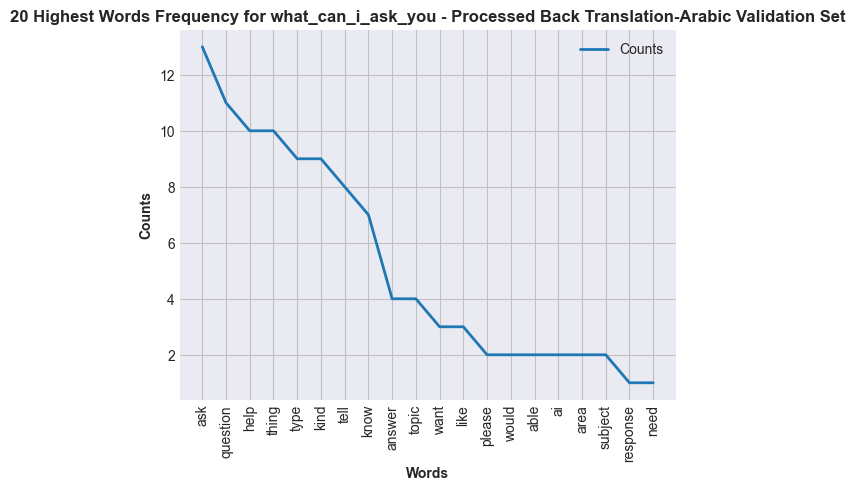 20 Highest Words Frequency for what_can_i_ask_you - Processed Back Translation-Arabic Validation Set
Counts
12
10
8
6
4
2
Counts
ask
question
help
thing
type
kind
tell
know
answer
topic
want
like
please
would
able
ai
area
subject
response
need
Words